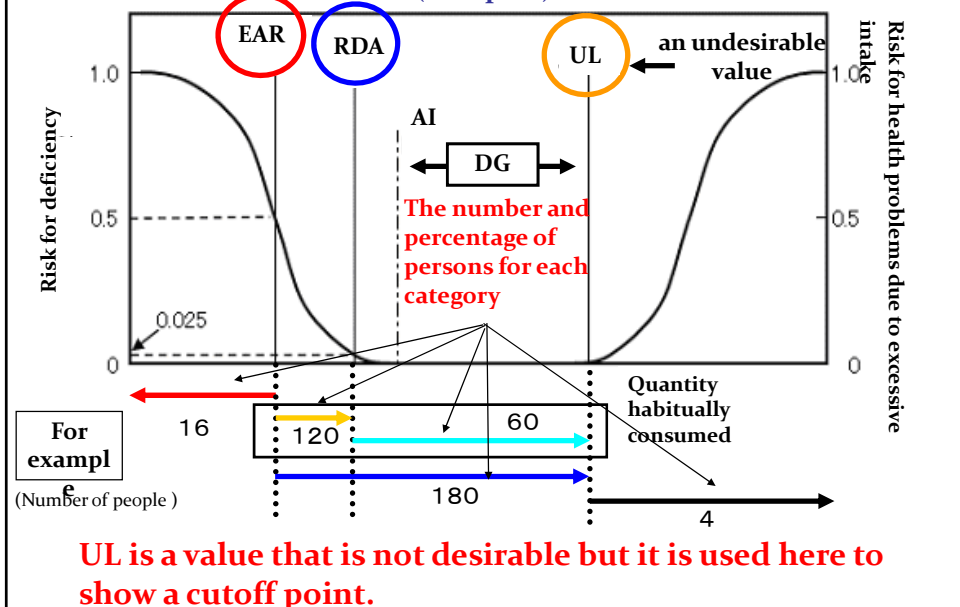 EAR
RDA
UL
an undesirable
value
1.0
1.0
Risk for deficiency
Risk for health problems due to excessive
intake
AI
DG
0.5
0.5
The number and
percentage of
persons for each
category
0.025
0
0
Quantity
habitually
consumed
For
exampl
e
(Number of people )
16
120
60
180
4
UL is a value that is not desirable but it is used here to
show a cutoff point.